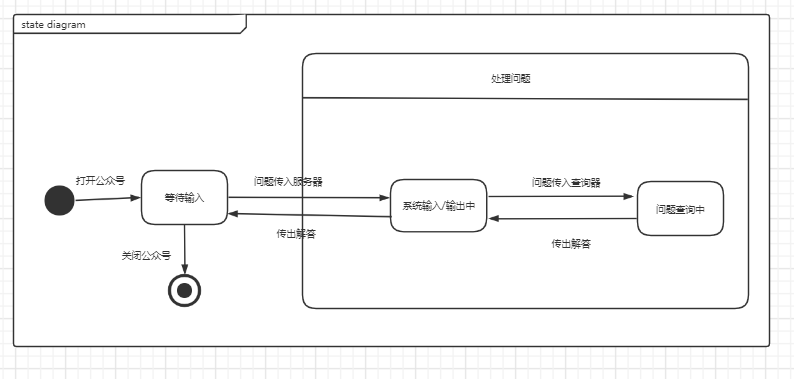 state diagram
处理问题
打开公众号
等待输入
问题传入服务器
系统输入/输出中
问题传入查询器
问题查询中
传出解答
传出解答
关闭公众号